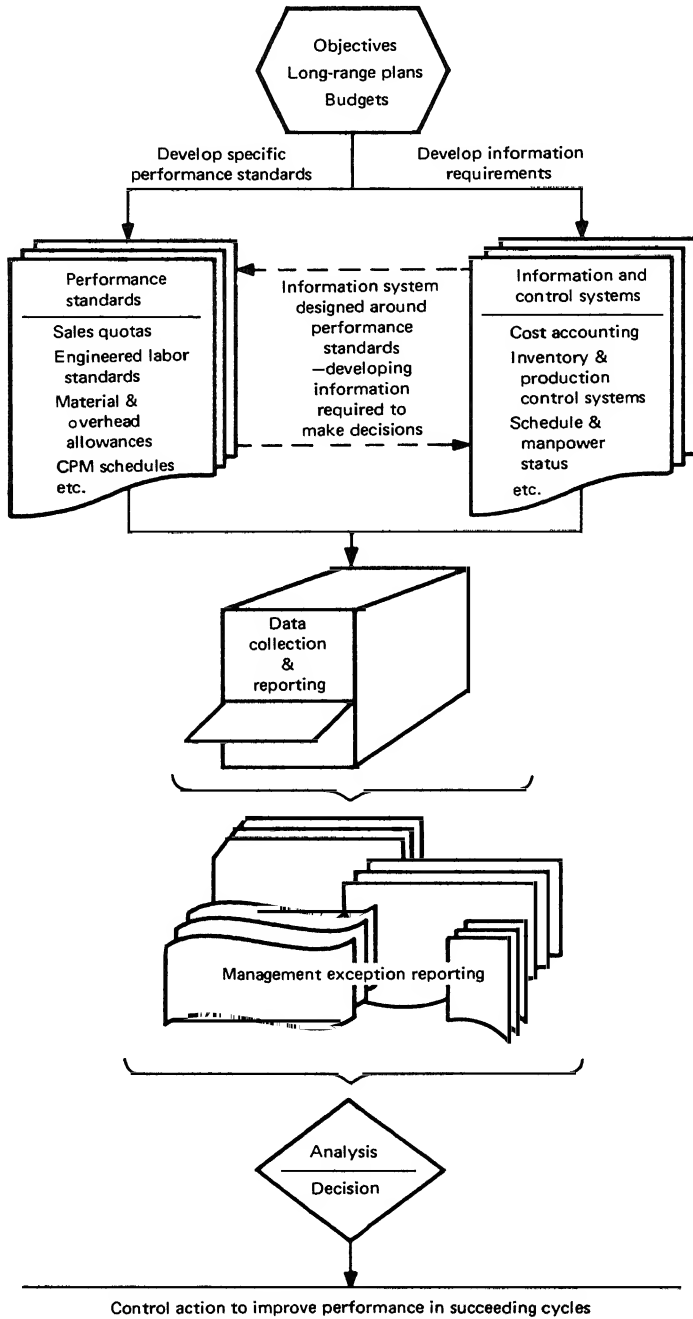 Objectives
Long-range plans
Budgets
Develop specific
performance standards
Develop information
requirements
Performance
standards
Sales quotas
Engineered labor
standards
Material &
overhead
allowances
CPM schedules
etc.
Information system
designed around
performance
standards
—developing
information
required to
make decisions
Information and
control systems
Cost accounting
Inventory &
production
control systems
Schedule &
manpower
status
etc.
Data
collection
&
reporting
Management exception reporting
Analysis
Decision
Control action to improve performance in succeeding cycles